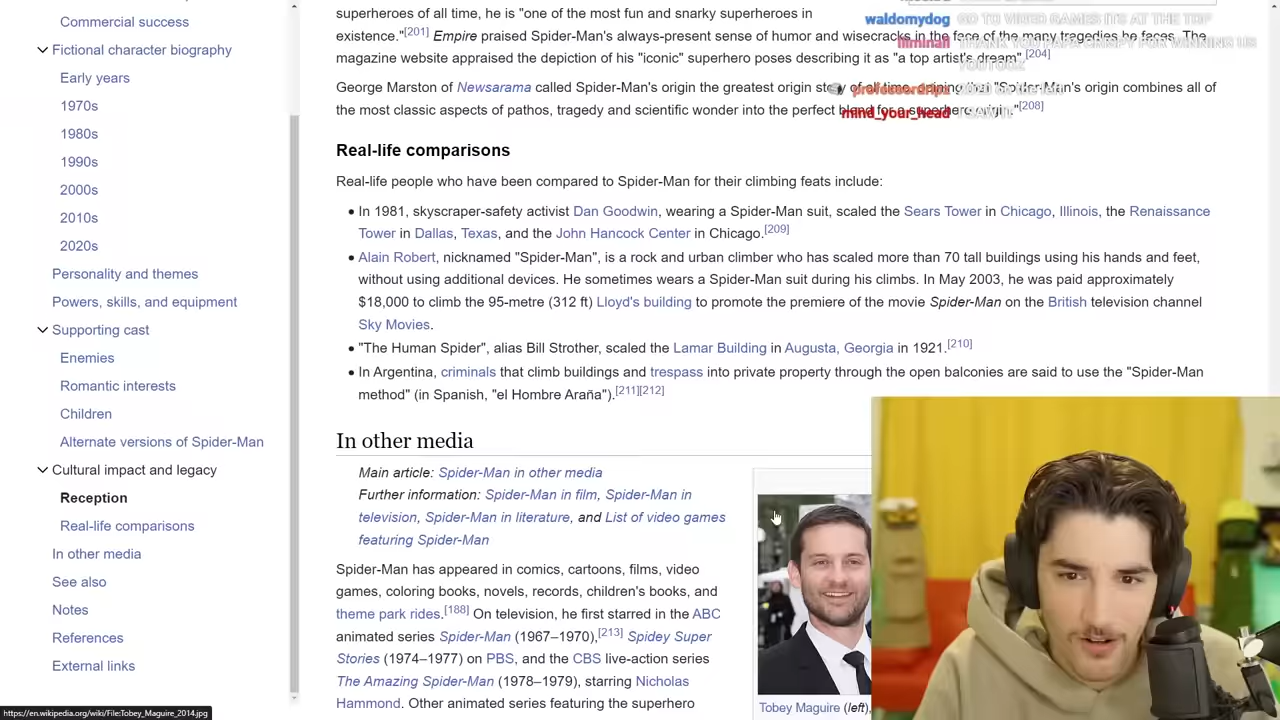 Commercial success
Fictional character biography
Early years
1970s
1980s
1990s
2000s
2010s
2020s
Personality and themes
Powers, skills, and equipment
Supporting cast
Enemies
Romantic interests
Children
Alternate versions of Spider-Man
Cultural impact and legacy
Reception
Real-life comparisons
In other media
See also
Notes
References
External links
https://en.wikipedia.org/wiki/File:Tobey_Maguire_2014.jpg
superheroes of all time, he is "one of the most fun and snarky superheroes in
existence."[201] Empire praised Spider-Man's always-present sense of humor and wisecracks in the face of the many tragedies he faces. The
magazine website appraised the depiction of his "iconic" superhero poses describing it as "a top artist's dream".[204]
George Marston of Newsarama called Spider-Man's origin the greatest origin story of all time, "Spider-Man's origin combines all of
the most classic aspects of pathos, tragedy and scientific wonder into the perfect blend for a superhero origin."[208]
Real-life comparisons
Real-life people who have been compared to Spider-Man for their climbing feats include:
• In 1981, skyscraper-safety activist Dan Goodwin, wearing a Spider-Man suit, scaled the Sears Tower in Chicago, Illinois, the Renaissance
Tower in Dallas, Texas, and the John Hancock Center in Chicago.[209]
• Alain Robert, nicknamed "Spider-Man", is a rock and urban climber who has scaled more than 70 tall buildings using his hands and feet,
without using additional devices. He sometimes wears a Spider-Man suit during his climbs. In May 2003, he was paid approximately
$18,000 to climb the 95-metre (312 ft) Lloyd's building to promote the premiere of the movie Spider-Man on the British television channel
Sky Movies.
• "The Human Spider", alias Bill Strother, scaled the Lamar Building in Augusta, Georgia in 1921.[210]
• In Argentina, criminals that climb buildings and trespass into private property through the open balconies are said to use the "Spider-Man
method" (in Spanish, "el Hombre Araña").[211][212]
In other media
Main article: Spider-Man in other media
Further information: Spider-Man in film, Spider-Man in
television, Spider-Man in literature, and List of video games
featuring Spider-Man
Spider-Man has appeared in comics, cartoons, films, video
games, coloring books, novels, records, children's books, and
theme park rides.[188] On television, he first starred in the ABC
animated series Spider-Man (1967–1970),[213] Spidey Super
Stories (1974–1977) on PBS, and the CBS live-action series
The Amazing Spider-Man (1978–1979), starring Nicholas
Hammond. Other animated series featuring the superhero
Tobey Maguire (left),
waldomydog GO TO VIDEO GAMES ITS AT THE TOP
THANK YOU PAPA CRISPY FOR WINNING US
YOUTOOZ
mind_your_head I SAW IT